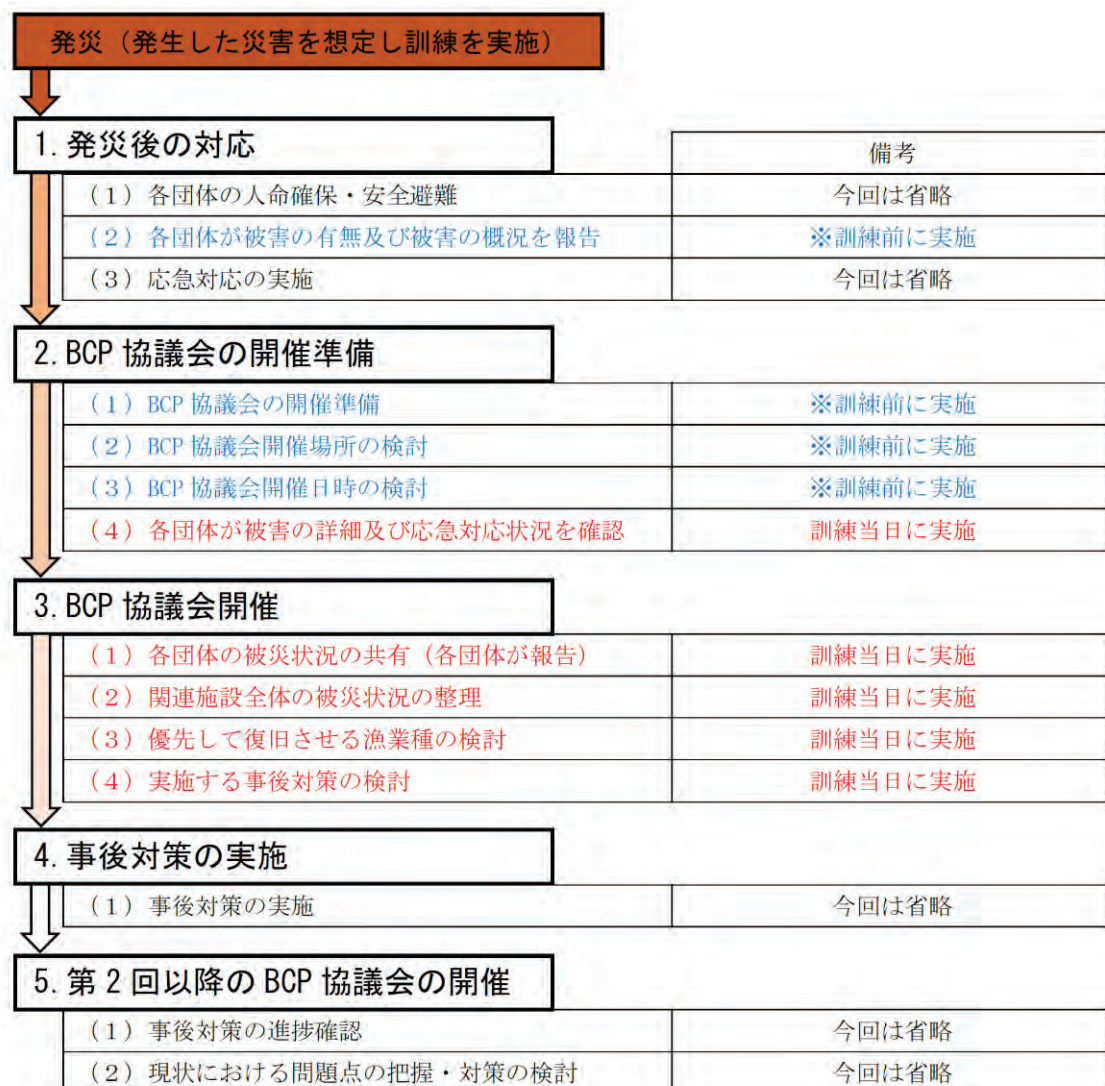 発災（発生した災害を想定し訓練を実施）
1. 発災後の対応
備考
（１）各団体の人命確保・安全避難 今回は省略
（２）各団体が被害の有無及び被害の概況を報告 ※訓練前に実施
（３）応急対応の実施 今回は省略
2. BCP 協議会の開催準備
（１）BCP 協議会の開催準備 ※訓練前に実施
（２）BCP 協議会開催場所の検討 ※訓練前に実施
（３）BCP 協議会開催日時の検討 ※訓練前に実施
（４）各団体が被害の詳細及び応急対応状況を確認 訓練当日に実施
3. BCP 協議会開催
（１）各団体の被災状況の共有（各団体が報告） 訓練当日に実施
（２）関連施設全体の被災状況の整理 訓練当日に実施
（３）優先して復旧させる漁業種の検討 訓練当日に実施
（４）実施する事後対策の検討 訓練当日に実施
4. 事後対策の実施
（１）事後対策の実施 今回は省略
5. 第 2 回以降の BCP 協議会の開催
（１）事後対策の進捗確認 今回は省略
（２）現状における問題点の把握・対策の検討 今回は省略